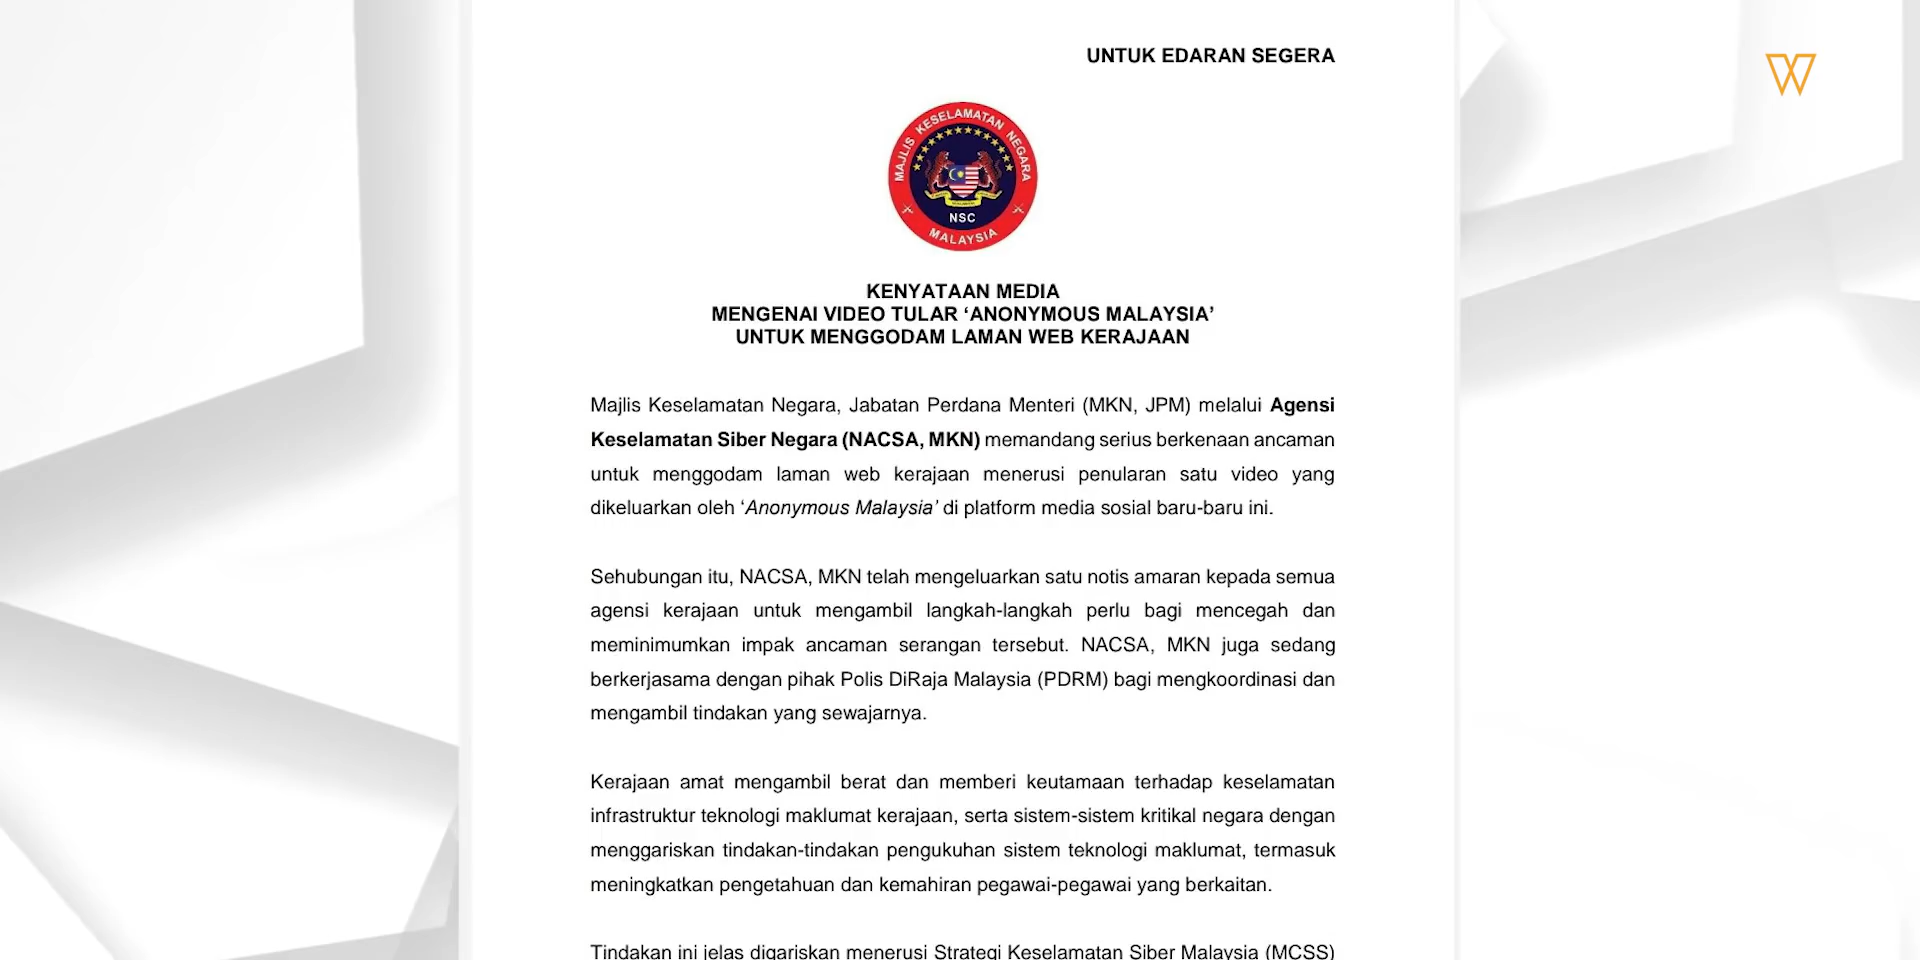 UNTUK EDARAN SEGERA
W
MAJLIS KESELAMATAN NEGARA
NSC
MALAYSIA
KENYATAAN MEDIA
MENGENAI VIDEO TULAR ‘ANONYMOUS MALAYSIA’
UNTUK MENGGODAM LAMAN WEB KERAJAAN
Majlis Keselamatan Negara, Jabatan Perdana Menteri (MKN, JPM) melalui Agensi
Keselamatan Siber Negara (NACSA, MKN) memandang serius berkenaan ancaman
untuk menggodam laman web kerajaan menerusi penularan satu video yang
dikeluarkan oleh ‘Anonymous Malaysia’ di platform media sosial baru-baru ini.
Sehubungan itu, NACSA, MKN telah mengeluarkan satu notis amaran kepada semua
agensi kerajaan untuk mengambil langkah-langkah perlu bagi mencegah dan
meminimumkan impak ancaman serangan tersebut. NACSA, MKN juga sedang
berkerjasama dengan pihak Polis DiRaja Malaysia (PDRM) bagi mengkoordinasi dan
mengambil tindakan yang sewajarnya.
Kerajaan amat mengambil berat dan memberi keutamaan terhadap keselamatan
infrastruktur teknologi maklumat kerajaan, serta sistem-sistem kritikal negara dengan
menggariskan tindakan-tindakan pengukuhan sistem teknologi maklumat, termasuk
meningkatkan pengetahuan dan kemahiran pegawai-pegawai yang berkaitan.
Tindakan ini jelas digariskan menerusi Strategi Keselamatan Siber Malaysia (MCSS)